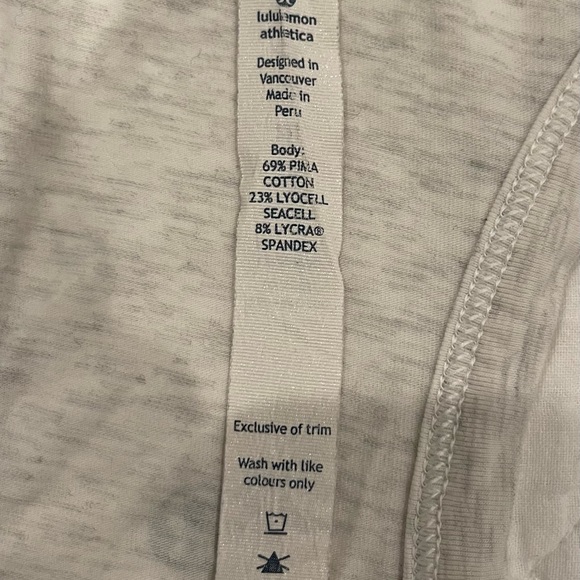 lululemon
athletica
Designed in
Vancouver
Made in
Peru
Body:
69% PIMA
COTTON
23% LYOCELL
SEACELL
8% LYCRA®
SPANDEX
Exclusive of trim
Wash with like
colours only